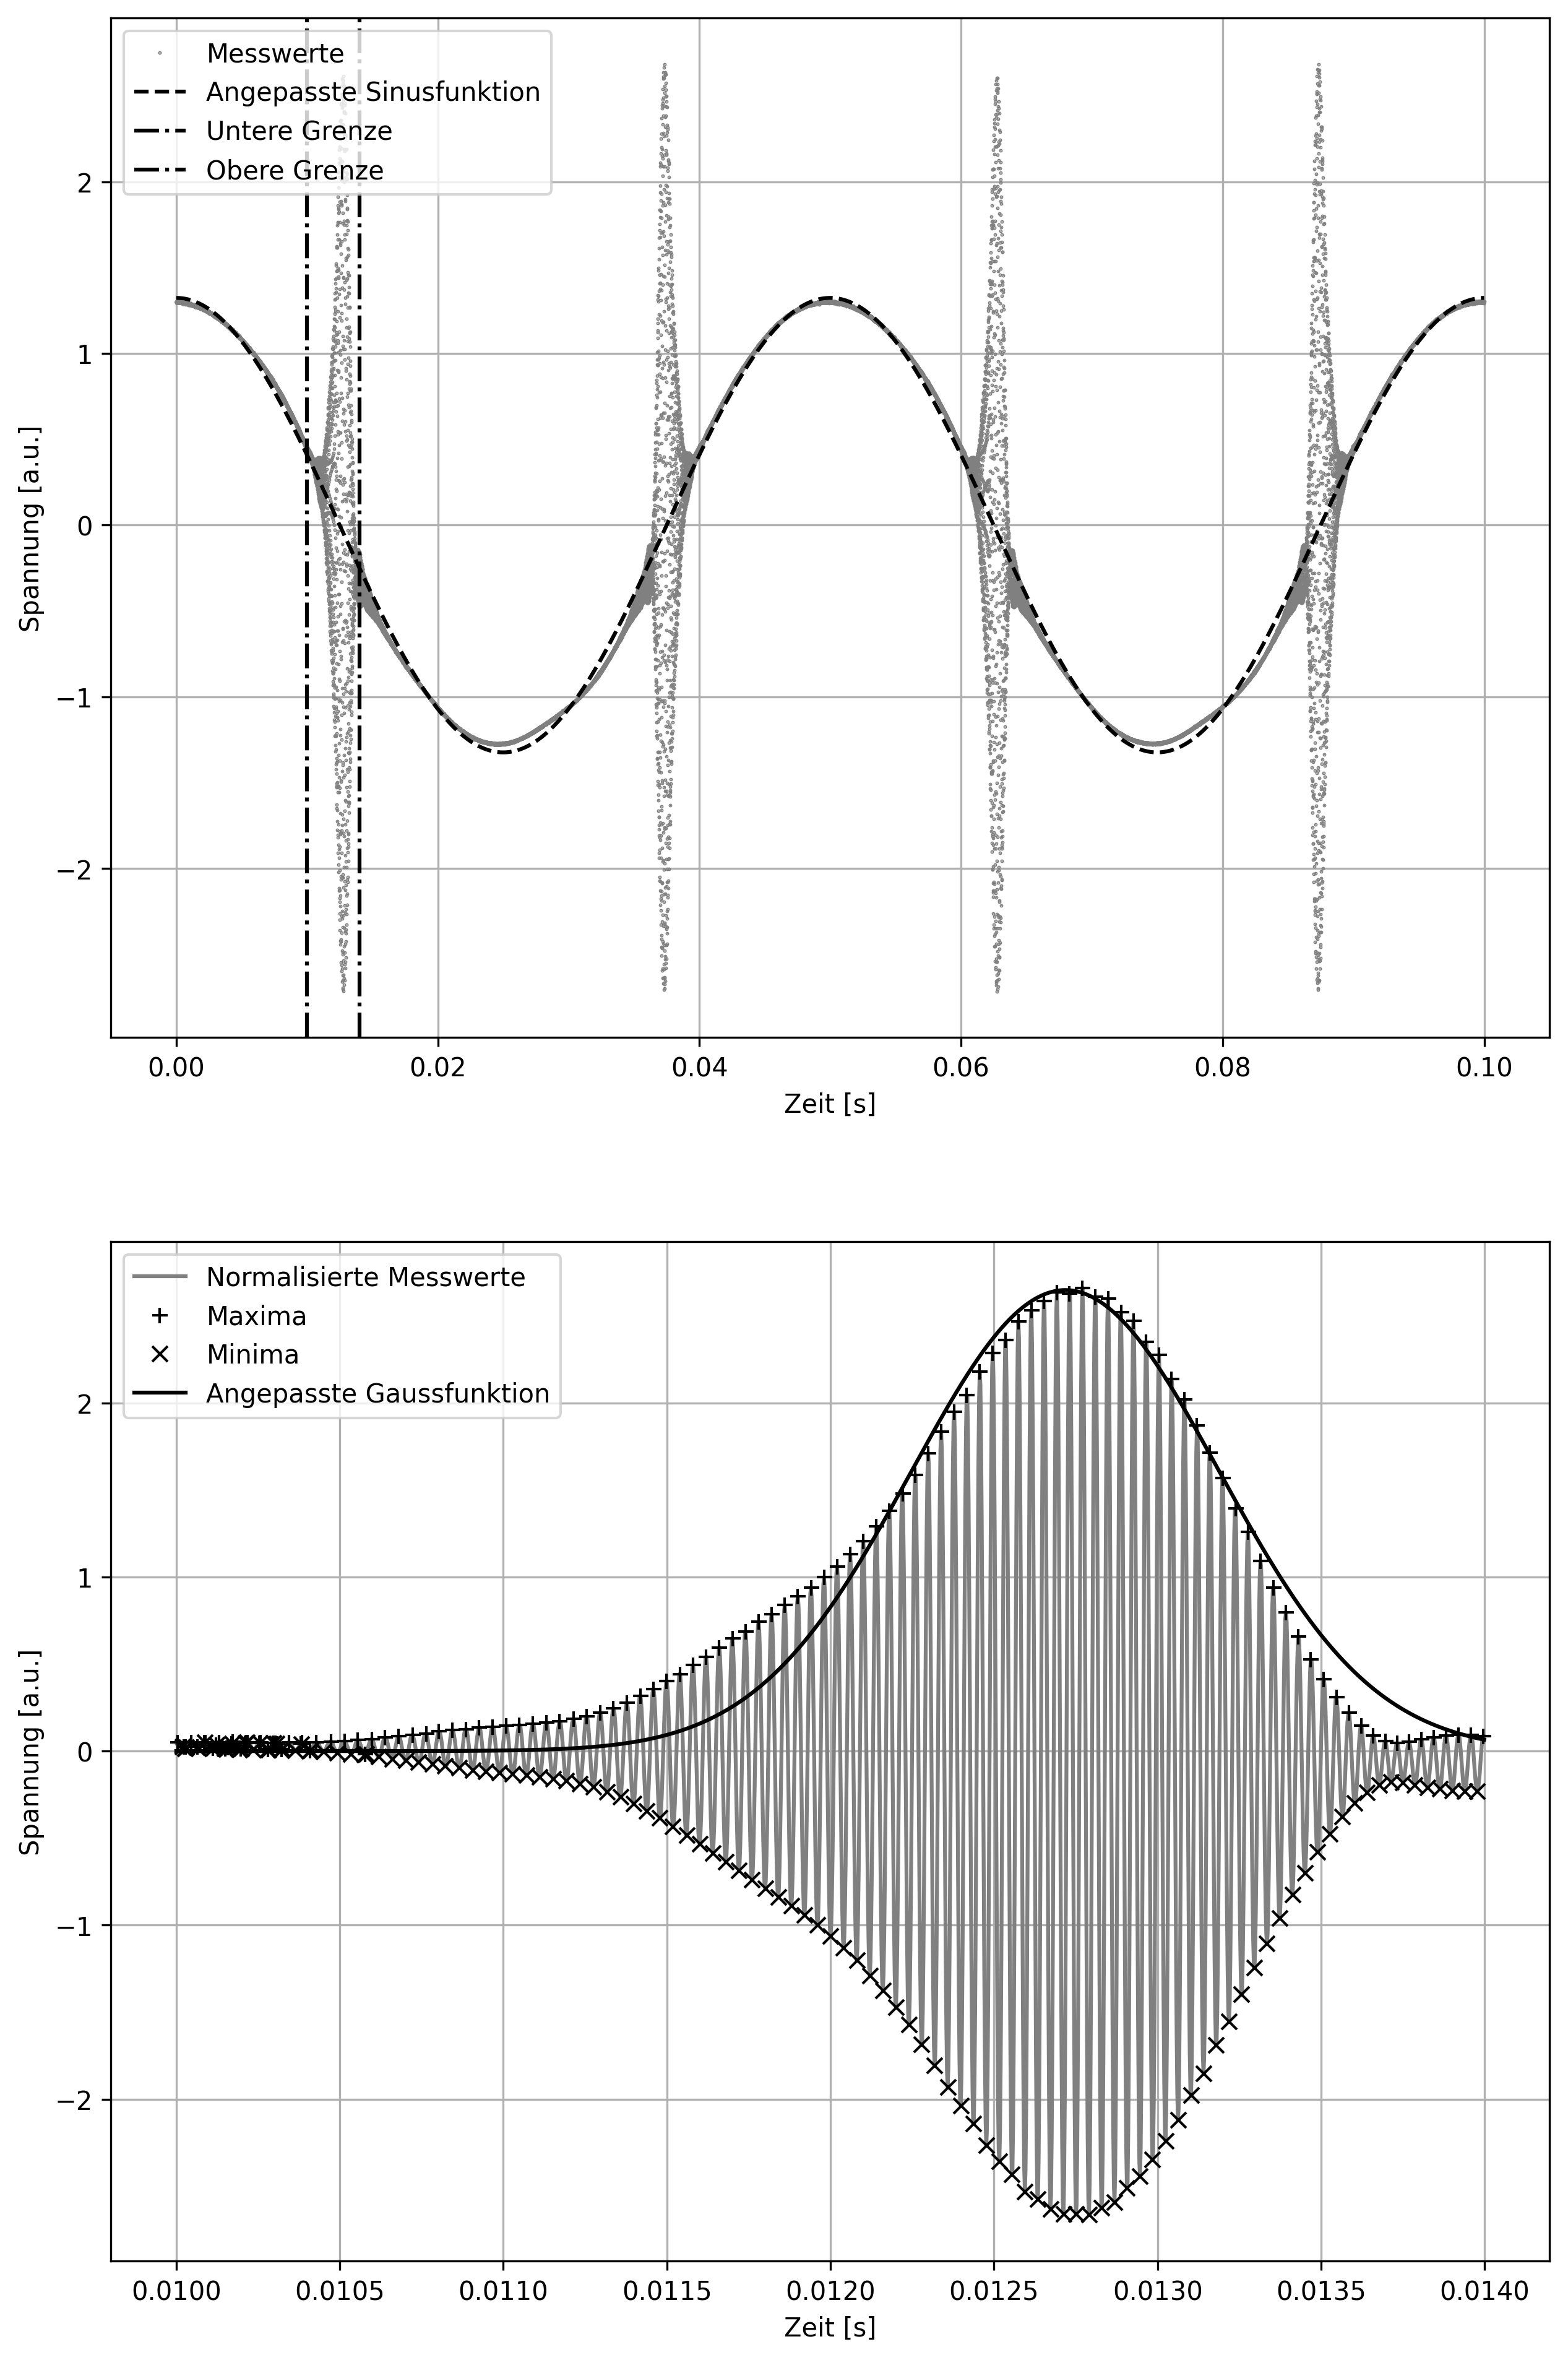 Messwerte
Angepasste Sinusfunktion
Untere Grenze
Obere Grenze
2
1
0
−1
−2
Spannung [a.u.]
0.00 0.02 0.04 0.06 0.08 0.10
Zeit [s]
Normalisierte Messwerte
Maxima
Minima
Angepasste Gaussfunktion
2
1
0
−1
−2
Spannung [a.u.]
0.0100 0.0105 0.0110 0.0115 0.0120 0.0125 0.0130 0.0135 0.0140
Zeit [s]